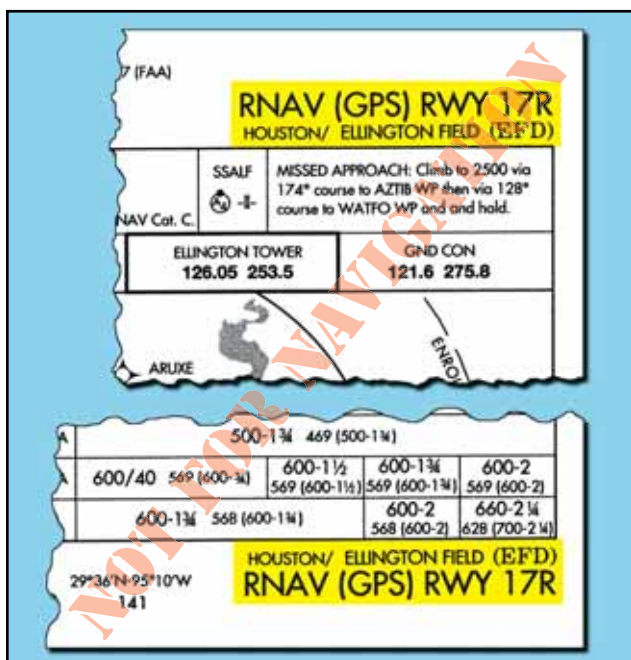 7 (FAA)
RNAV (GPS) RWY 17R
HOUSTON/ ELLINGTON FIELD (EFD)
SSALF
MISSED APPROACH: Climb to 2500 via
174° course to AZTIB WP then via 128°
course to WATFO WP and and hold.
NAV Cat. C.
ELLINGTON TOWER
126.05 253.5
GND CON
121.6 275.8
ARUXE
ENRO
A
500-1¾ 469 (500-1¾)
A
600/40 569 (600-¾)
600-1½
569 (600-1½)
600-1¾
569 (600-1¾)
600-2
569 (600-2)
600-1¾ 568 (600-1¾)
600-2
568 (600-2)
660-2¼
628 (700-2¼)
29°36'N-95°10'W
141
HOUSTON/ ELLINGTON FIELD (EFD)
RNAV (GPS) RWY 17R
NOT FOR NAVIGATION